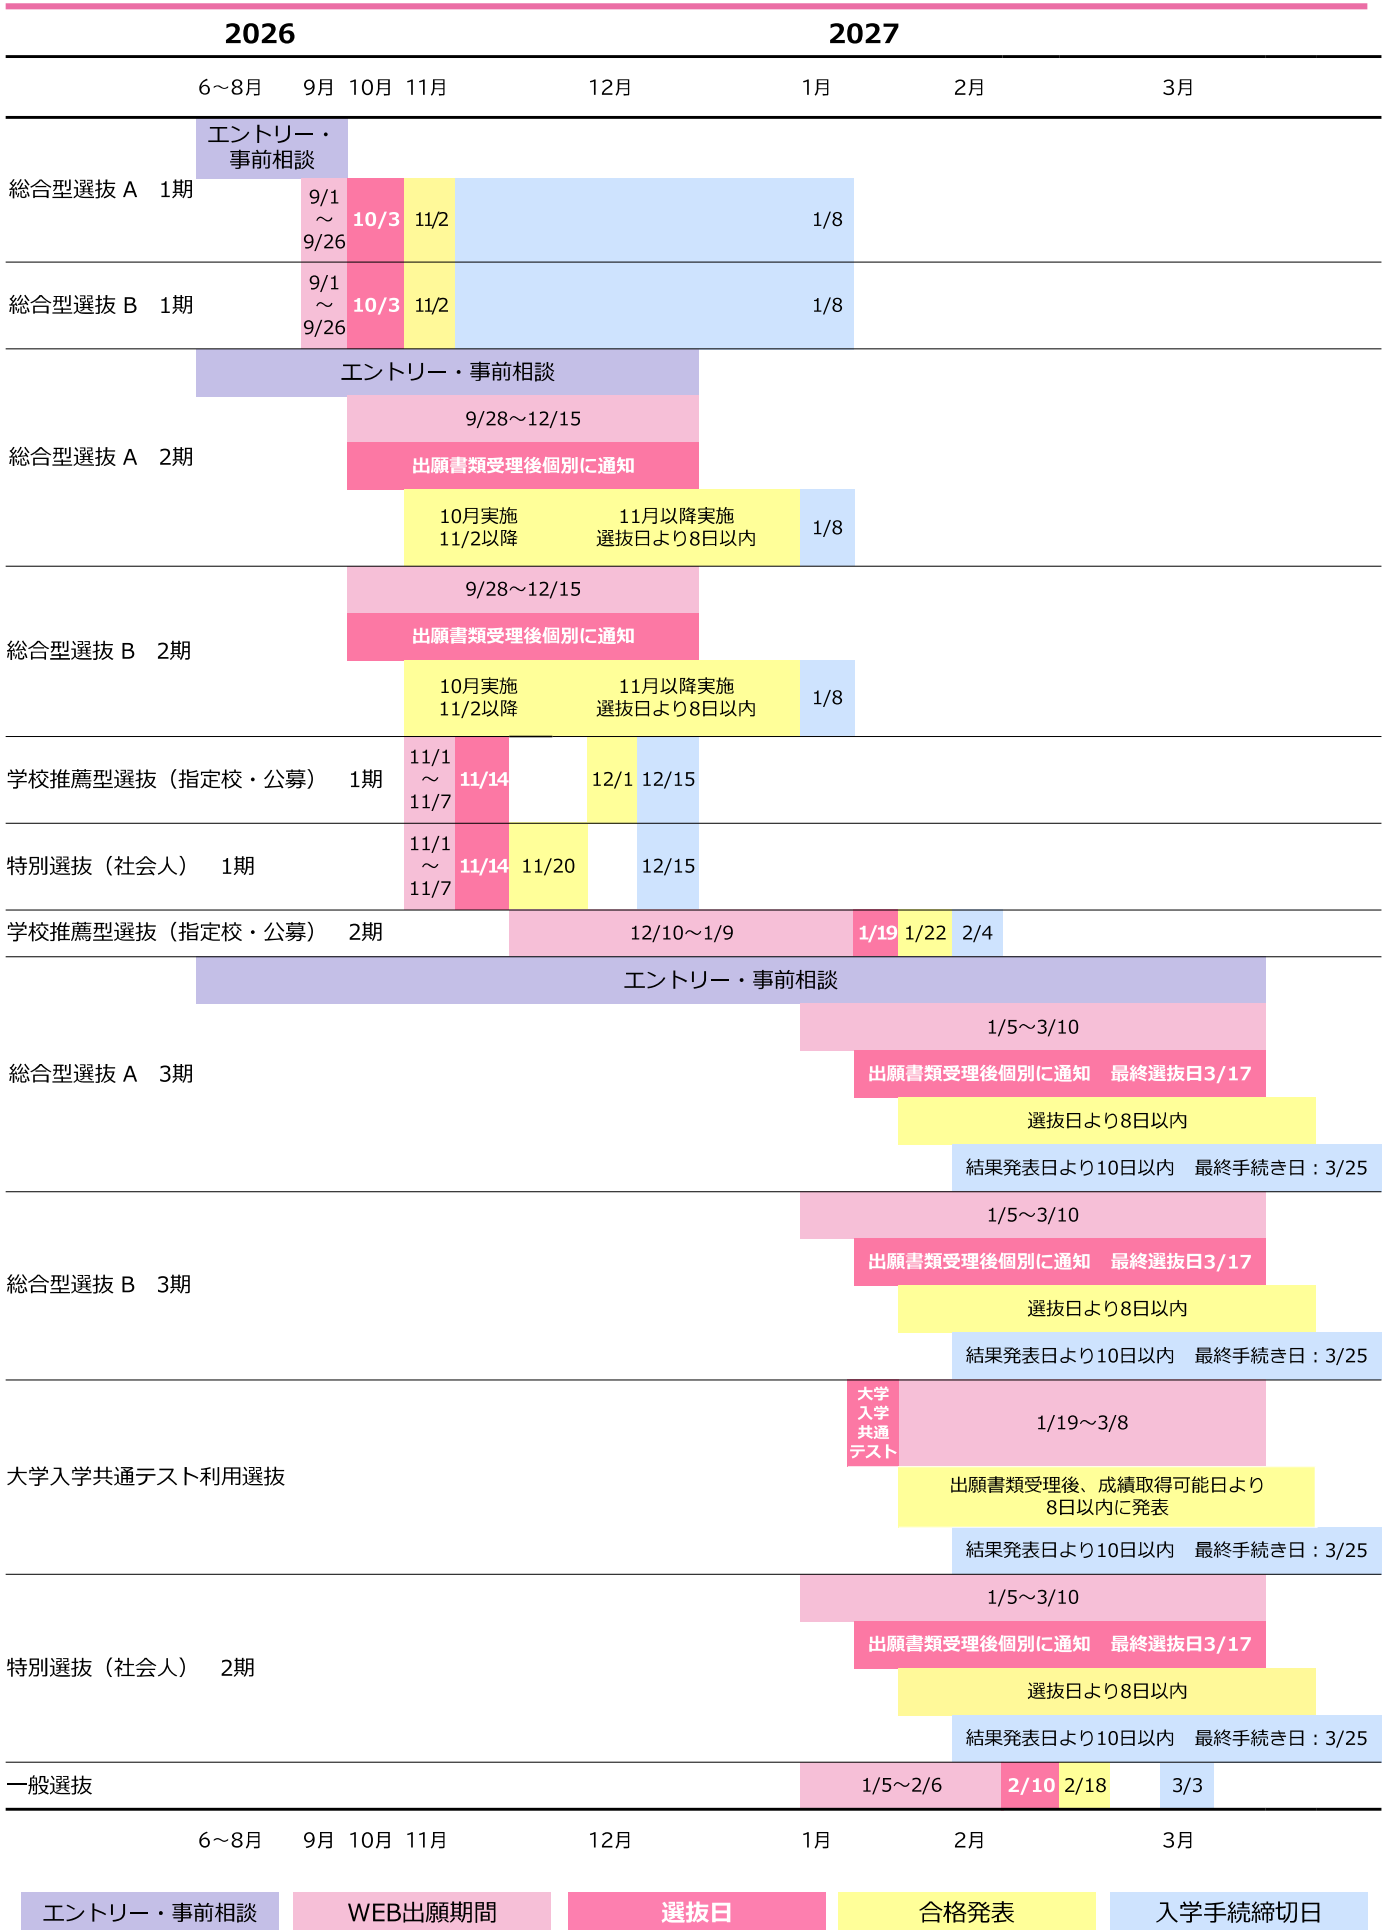 2026 2027
6～8月 9月 10月 11月 12月 1月 2月 3月
エントリー・
事前相談
総合型選抜 A　1期
9/1
～
9/26
10/3 11/2 1/8
総合型選抜 B　1期
9/1
～
9/26
10/3 11/2 1/8
エントリー・事前相談
9/28～12/15
総合型選抜 A　2期
出願書類受理後個別に通知
10月実施
11/2以降
11月以降実施
選抜日より8日以内
1/8
9/28～12/15
出願書類受理後個別に通知
総合型選抜 B　2期
10月実施
11/2以降
11月以降実施
選抜日より8日以内
1/8
学校推薦型選抜（指定校・公募）　1期
11/1
～
11/7
11/14 12/1 12/15
特別選抜（社会人）　1期
11/1
～
11/7
11/14 11/20 12/15
学校推薦型選抜（指定校・公募）　2期 12/10～1/9 1/19 1/22 2/4
エントリー・事前相談
1/5～3/10
総合型選抜 A　3期
出願書類受理後個別に通知　最終選抜日3/17
選抜日より8日以内
結果発表日より10日以内　最終手続き日：3/25
1/5～3/10
出願書類受理後個別に通知　最終選抜日3/17
総合型選抜 B　3期
選抜日より8日以内
結果発表日より10日以内　最終手続き日：3/25
大学
入学
共通
テスト
1/19～3/8
大学入学共通テスト利用選抜
出願書類受理後、成績取得可能日より
8日以内に発表
結果発表日より10日以内　最終手続き日：3/25
1/5～3/10
出願書類受理後個別に通知　最終選抜日3/17
特別選抜（社会人）　2期
選抜日より8日以内
結果発表日より10日以内　最終手続き日：3/25
一般選抜 1/5～2/6 2/10 2/18 3/3
6～8月 9月 10月 11月 12月 1月 2月 3月
エントリー・事前相談 WEB出願期間 選抜日 合格発表 入学手続締切日